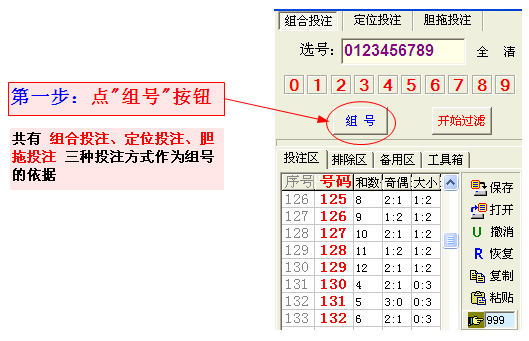 组合投注 定位投注 胆拖投注
选号: 0123456789 全 清
0 1 2 3 4 5 6 7 8 9
第一步：点"组号"按钮
组 号 开始过滤
共有 组合投注、定位投注、胆
拖投注 三种投注方式作为组号
的依据
投注区 排除区 备用区 工具箱
序号 号码 和数 奇偶 大小
126 125 8 2:1 1:2
127 126 9 1:2 1:2
128 127 10 2:1 1:2
129 128 11 1:2 1:2
130 129 12 2:1 1:2
131 130 4 2:1 0:3
132 131 5 3:0 0:3
133 132 6 2:1 0:3
保存
打开
U 撤消
R 恢复
复制
粘贴
999